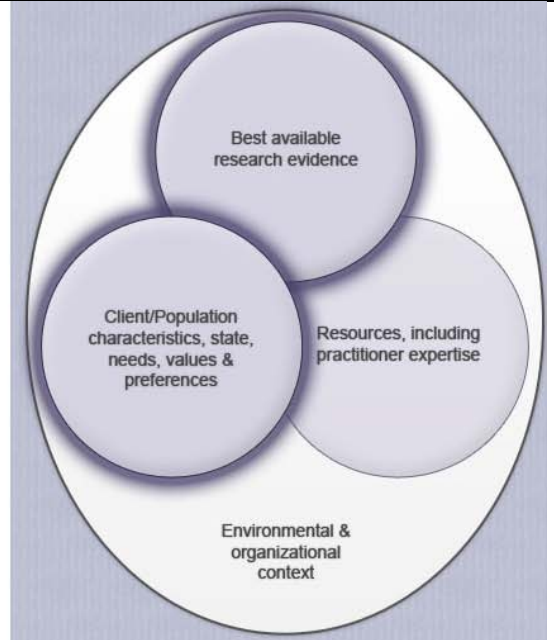 Best available
research evidence
Client/Population
characteristics, state,
needs, values &
preferences
Resources, including
practitioner expertise
Environmental &
organizational
context